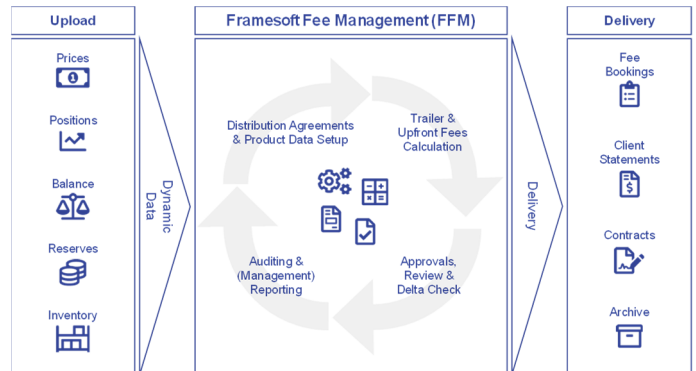 Upload
Prices
Positions
Balance
Reserves
Inventory
Dynamic
Data
Framesoft Fee Management (FFM)
Distribution Agreements
& Product Data Setup
Trailer &
Upfront Fees
Calculation
Auditing &
(Management)
Reporting
Approvals,
Review &
Delta Check
Delivery
Delivery
Fee
Bookings
Client
Statements
Contracts
Archive